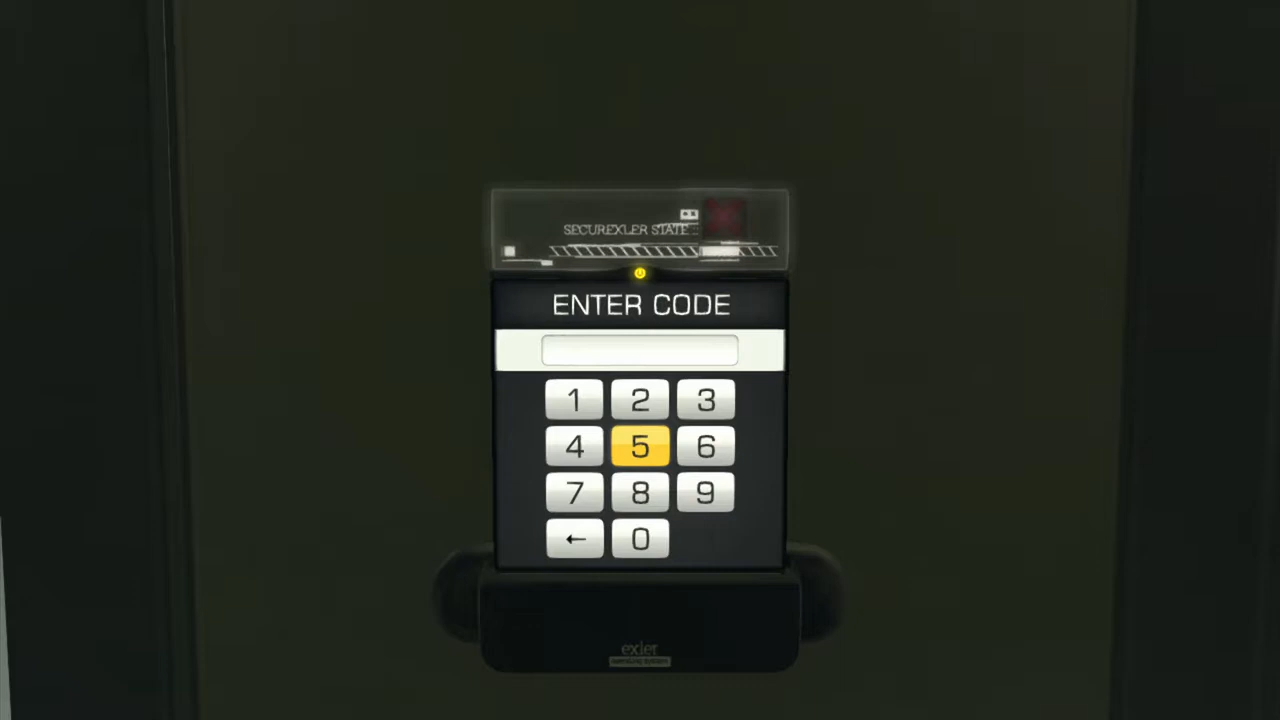 SECUREXLER STATE
ENTER CODE
1 2 3
4 5 6
7 8 9
← 0
exler